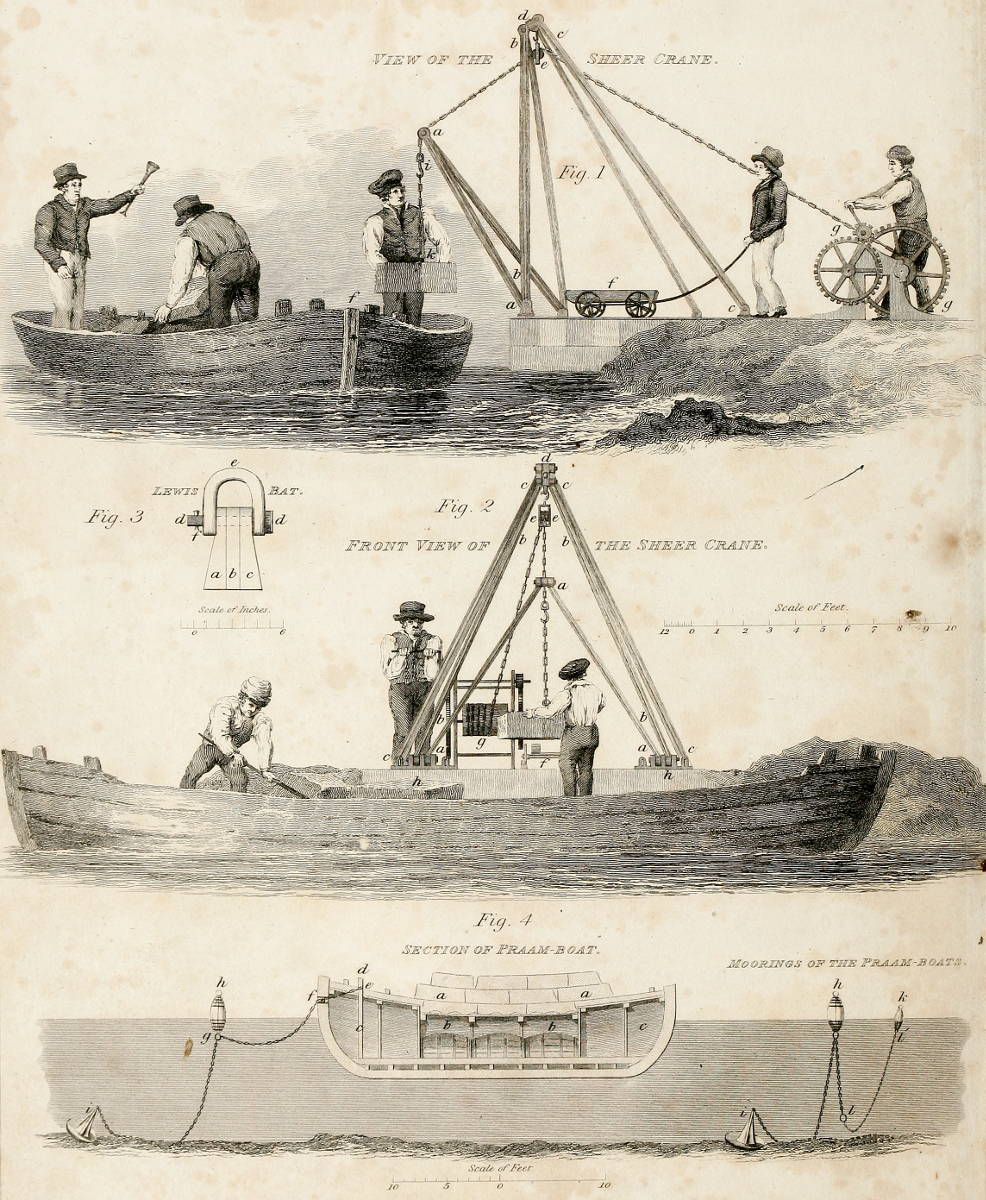 d
b
c
VIEW OF THE SHEER CRANE.
e
a
i
Fig. 1
k
g
b
f
f
a
c
g
e
d
LEWIS BAT.
c c
Fig. 2
Fig. 3
d d
e e
f
b b
FRONT VIEW OF THE SHEER CRANE.
a b c
a
Scale of Inches.
0 6
Scale of Feet.
12 0 1 2 3 4 5 6 7 8 9 10
b b
g
c a f a c
h h
Fig. 4
SECTION OF PRAAM-BOAT.
MOORINGS OF THE PRAAM-BOATS.
d
h e h
f a a k
g c b b c l
i i l
Scale of Feet
10 5 0 10